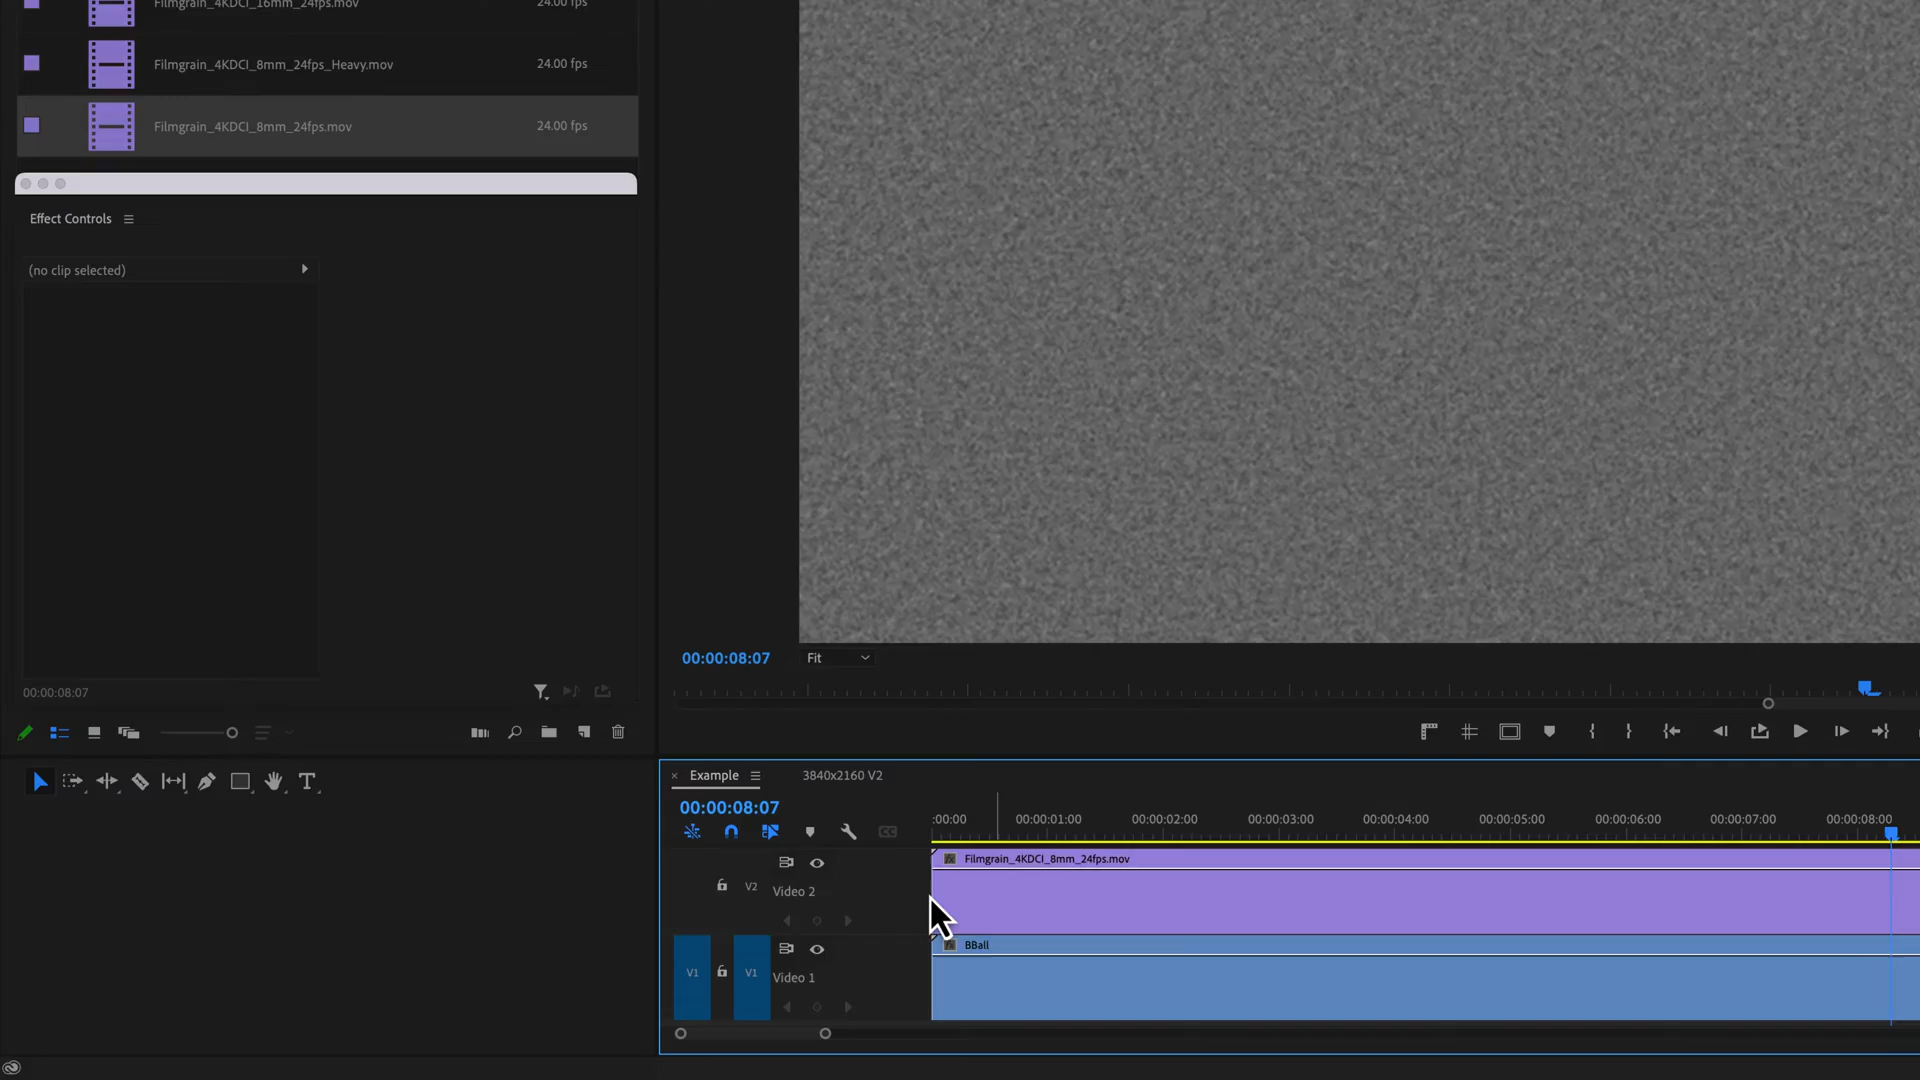 Filmgrain_4KDCI_16mm_24fps.mov 24.00 fps
Filmgrain_4KDCI_8mm_24fps_Heavy.mov 24.00 fps
Filmgrain_4KDCI_8mm_24fps.mov 24.00 fps
Effect Controls
(no clip selected)
00:00:08:07
00:00:08:07 Fit
Example 3840x2160 V2
00:00:08:07
:00:00 00:00:01:00 00:00:02:00 00:00:03:00 00:00:04:00 00:00:05:00 00:00:06:00 00:00:07:00 00:00:08:00
CC
fx Filmgrain_4KDCI_8mm_24fps.mov
V2 Video 2
fx BBall
V1 V1 Video 1
T